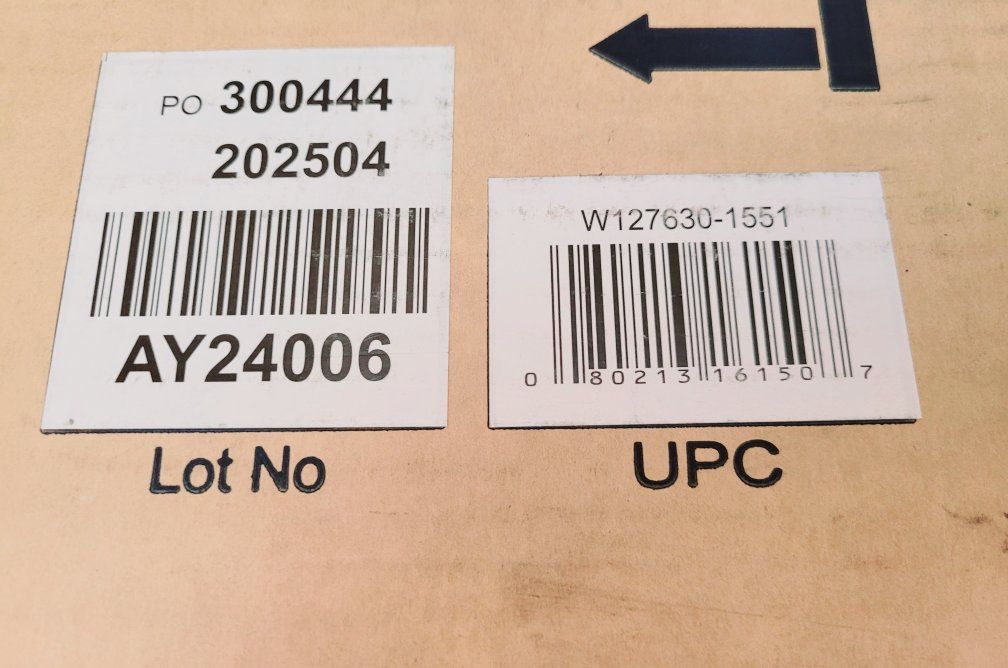 PO 300444
202504
AY24006
Lot No
W127630-1551
0 80213 16150 7
UPC